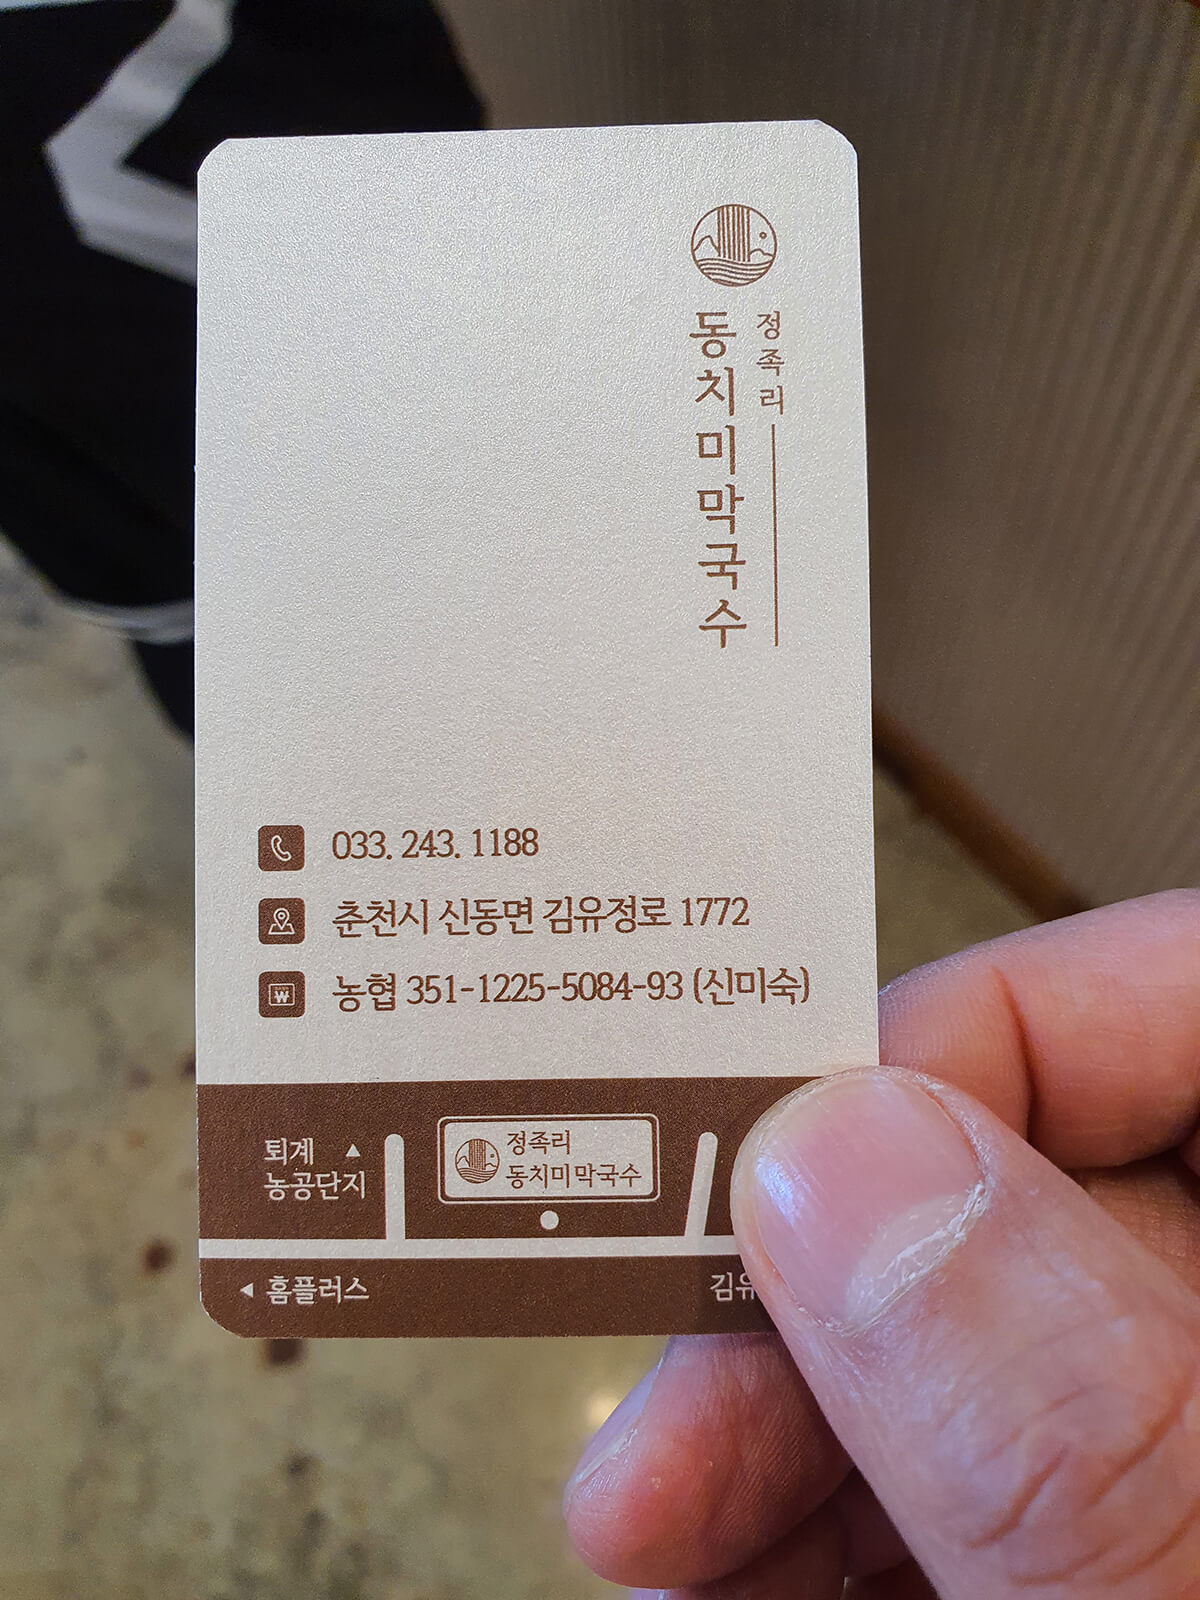 정족리
동치미막국수
033. 243. 1188
춘천시 신동면 김유정로 1772
농협 351-1225-5084-93 (신미숙)
퇴계 ▲
농공단지
정족리
동치미막국수
◀ 홈플러스